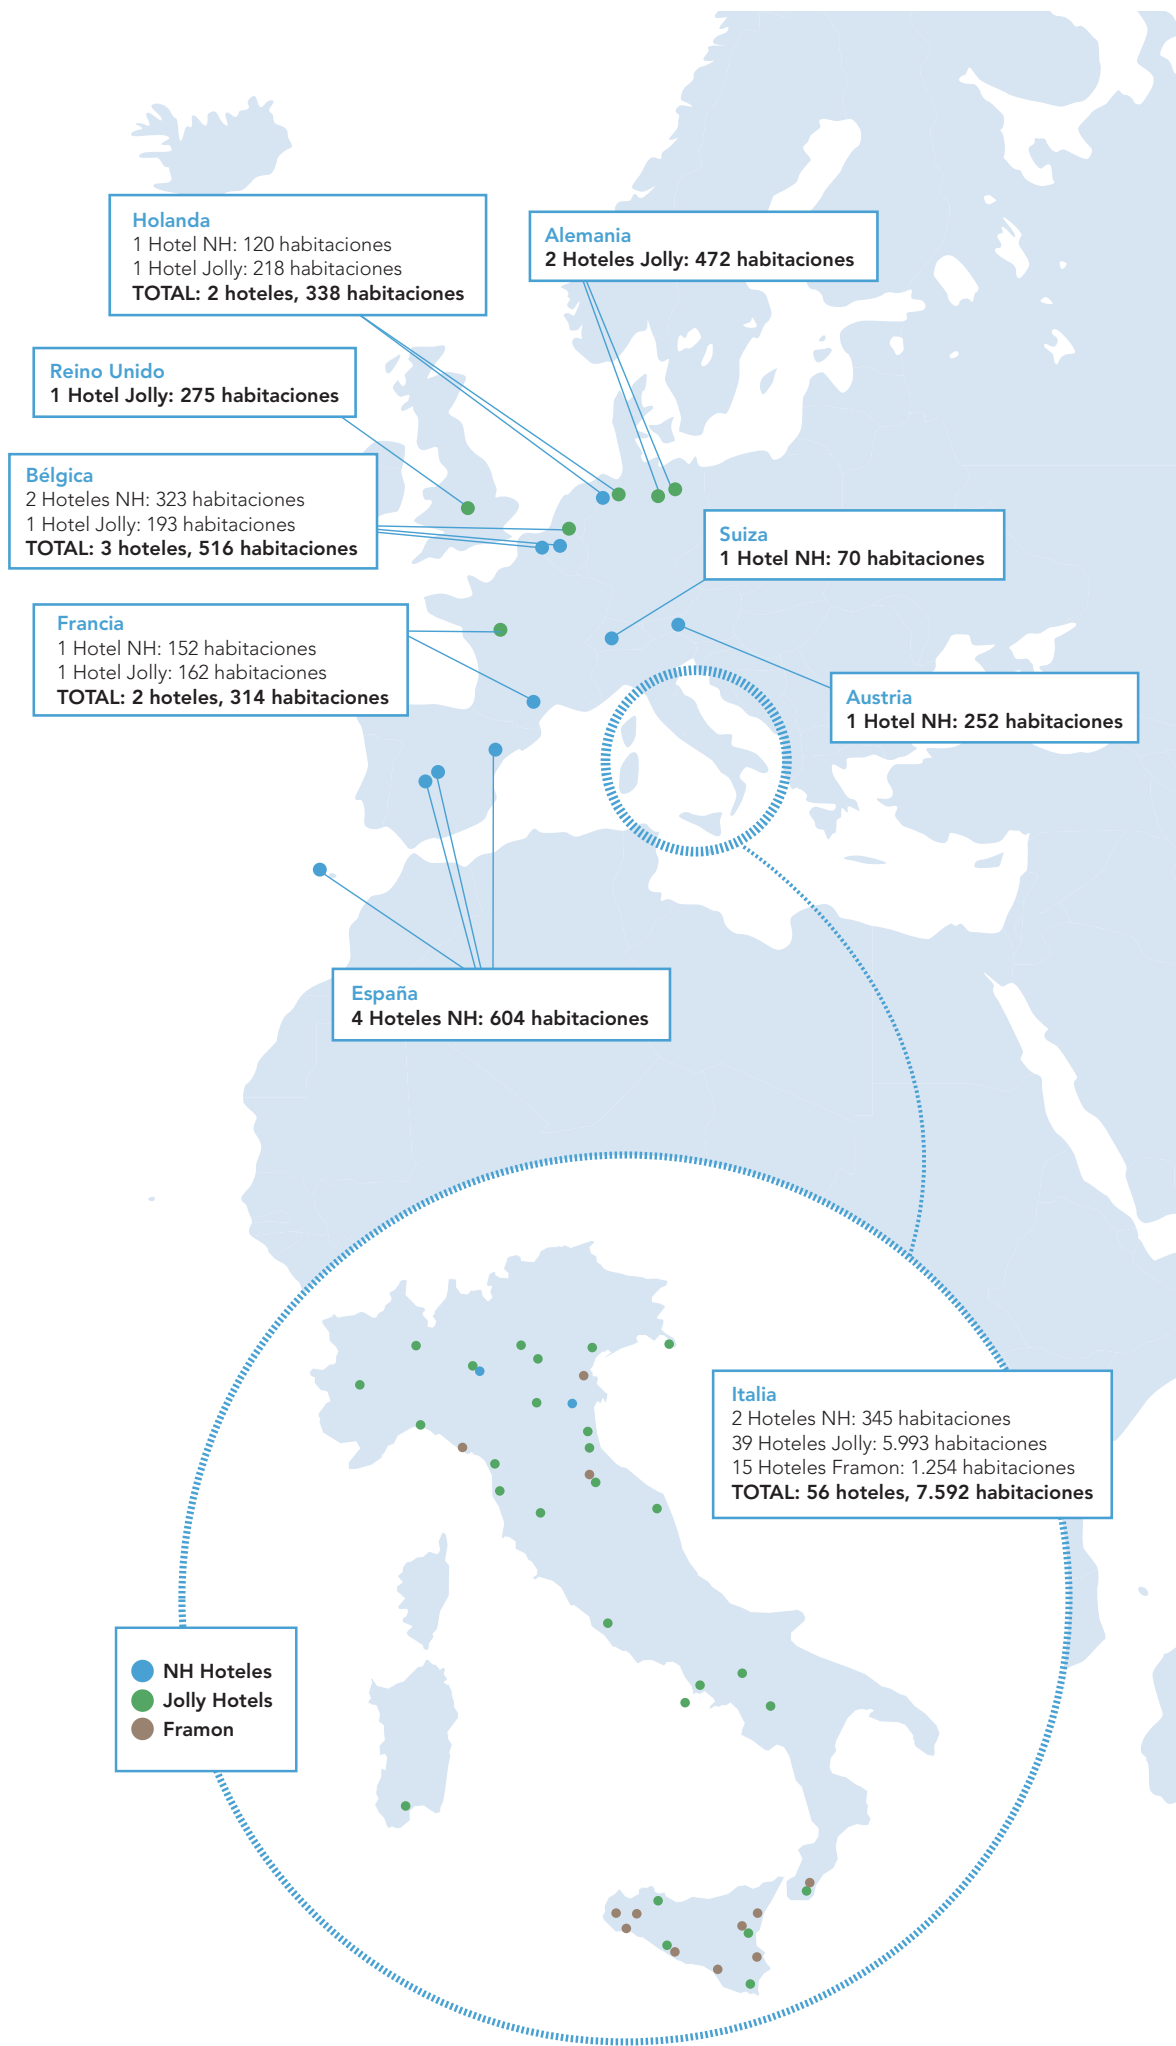 Holanda
1 Hotel NH: 120 habitaciones
1 Hotel Jolly: 218 habitaciones
TOTAL: 2 hoteles, 338 habitaciones
Alemania
2 Hoteles Jolly: 472 habitaciones
Reino Unido
1 Hotel Jolly: 275 habitaciones
Bélgica
2 Hoteles NH: 323 habitaciones
1 Hotel Jolly: 193 habitaciones
TOTAL: 3 hoteles, 516 habitaciones
Suiza
1 Hotel NH: 70 habitaciones
Francia
1 Hotel NH: 152 habitaciones
1 Hotel Jolly: 162 habitaciones
TOTAL: 2 hoteles, 314 habitaciones
Austria
1 Hotel NH: 252 habitaciones
España
4 Hoteles NH: 604 habitaciones
Italia
2 Hoteles NH: 345 habitaciones
39 Hoteles Jolly: 5.993 habitaciones
15 Hoteles Framon: 1.254 habitaciones
TOTAL: 56 hoteles, 7.592 habitaciones
NH Hoteles
Jolly Hotels
Framon